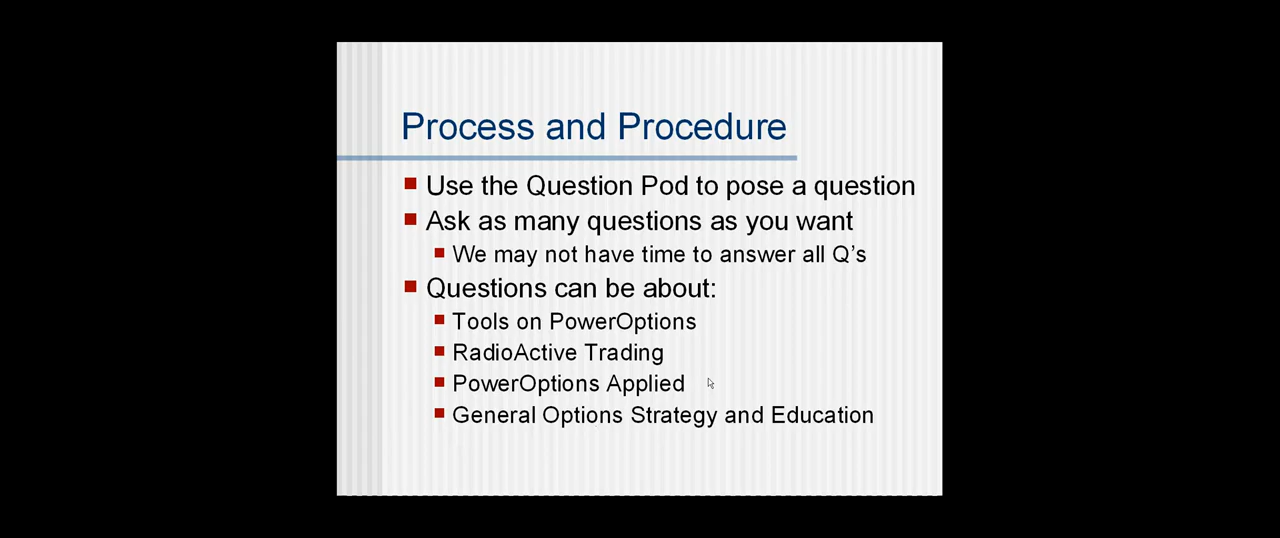 Process and Procedure
Use the Question Pod to pose a question
Ask as many questions as you want
We may not have time to answer all Q’s
Questions can be about:
Tools on PowerOptions
RadioActive Trading
PowerOptions Applied
General Options Strategy and Education